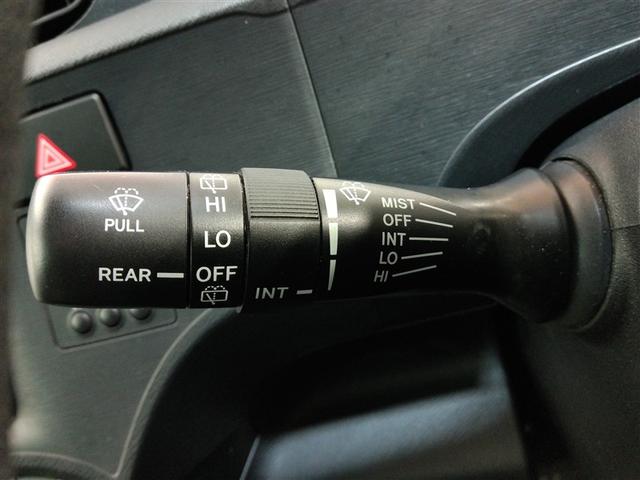 PULL
REAR
HI
LO
OFF
INT
MIST
OFF
INT
LO
HI